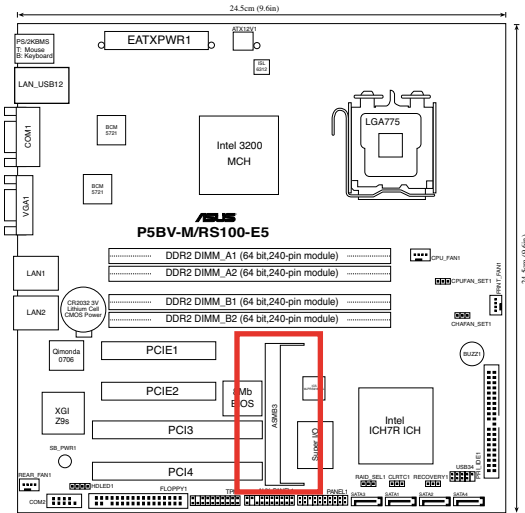 24.5cm (9.6in)
PS/2KBMS
T: Mouse
B: Keyboard
EATXPWR1
ATX12V1
ISL
6312
LAN_USB12
COM1
BCM
5721
Intel 3200
MCH
LGA775
24.5cm (9.6in)
BCM
5721
VGA1
ASUS
P5BV-M/RS100-E5
DDR2 DIMM_A1 (64 bit,240-pin module)
DDR2 DIMM_A2 (64 bit,240-pin module)
DDR2 DIMM_B1 (64 bit,240-pin module)
DDR2 DIMM_B2 (64 bit,240-pin module)
CPU_FAN1
CPUFAN_SET1
FRNT_FAN1
CHAFAN_SET1
LAN1
LAN2
CR2032 3V
Lithium Cell
CMOS Power
Qimonda
0706
PCIE1
BUZZ1
PCIE2
8Mb
BIOS
ASMB3
XGI
Z9s
PCI3
Super I/O
Intel
ICH7R ICH
PRI_IDE1
SB_PWR1
PCI4
REAR_FAN1
HDLED1
FLOPPY1
PANEL1
RAID_SEL1
CLRTC1
RECOVERY1
USB34
COM2
SATA3
SATA1
SATA2
SATA4